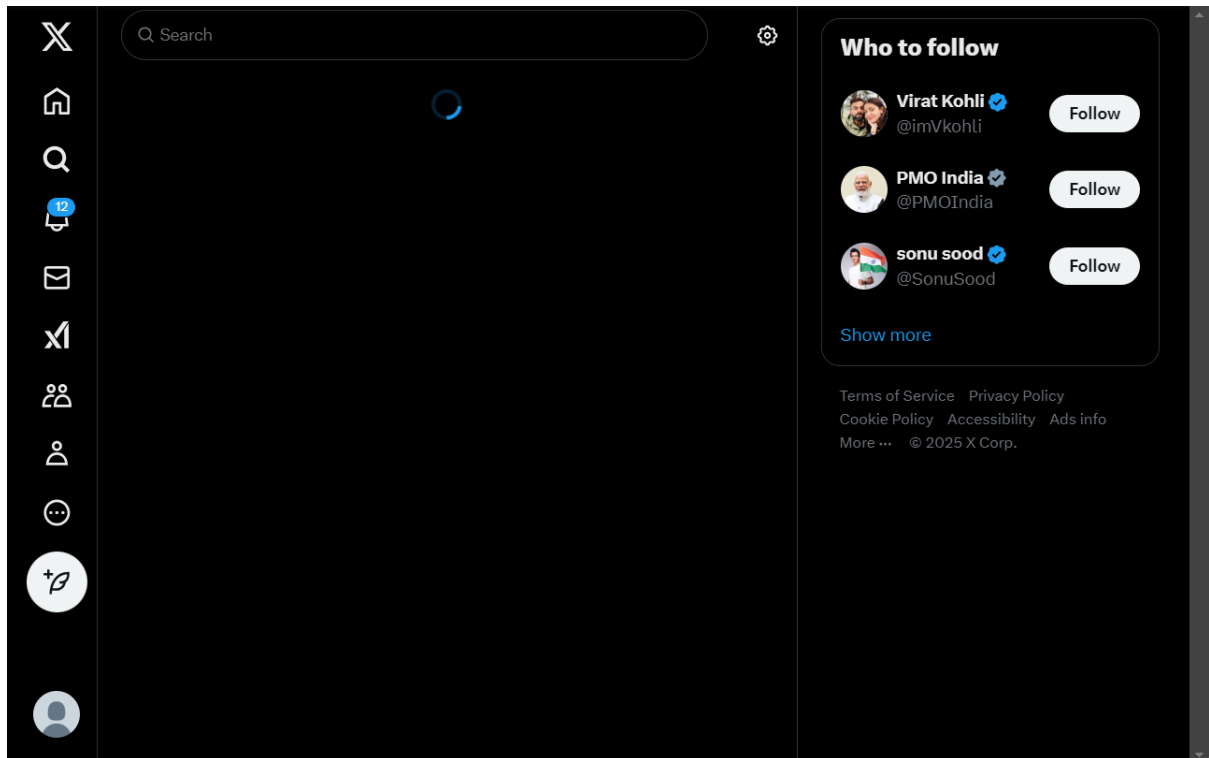 Search
12
Who to follow
Virat Kohli
@imVkohli
Follow
PMO India
@PMOIndia
Follow
sonu sood
@SonuSood
Follow
Show more
Terms of Service Privacy Policy
Cookie Policy Accessibility Ads info
More ··· © 2025 X Corp.